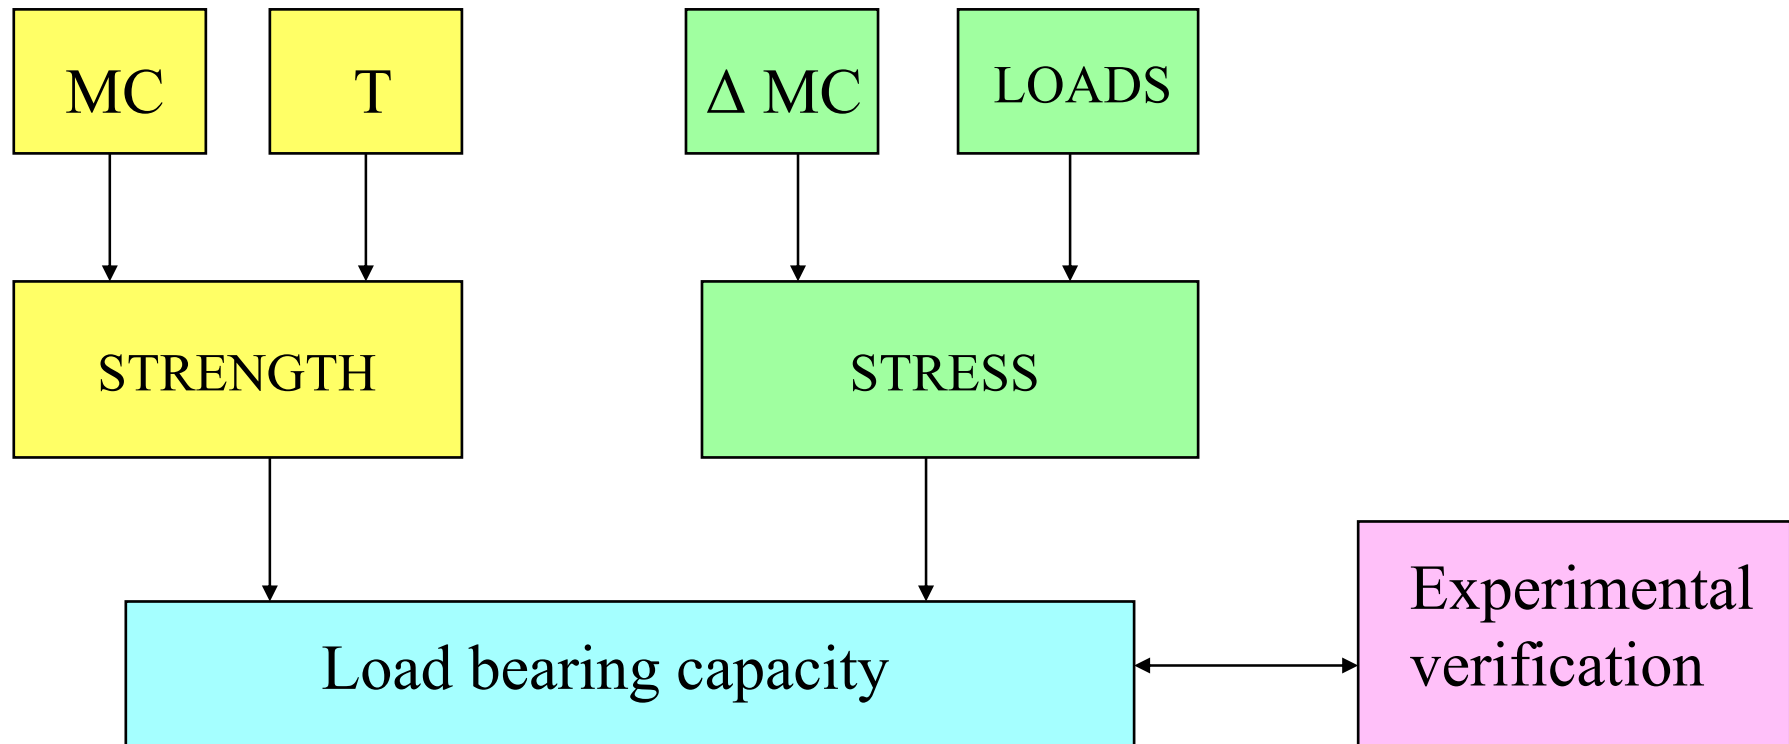 MC
T
Δ MC
LOADS
STRENGTH
STRESS
Load bearing capacity
Experimental
verification